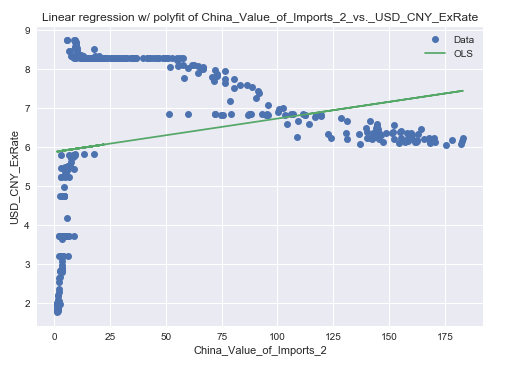 Linear regression w/ polyfit of China_Value_of_Imports_2_vs._USD_CNY_ExRate
Data
OLS
9
8
7
6
5
4
3
2
USD_CNY_ExRate
0 25 50 75 100 125 150 175
China_Value_of_Imports_2